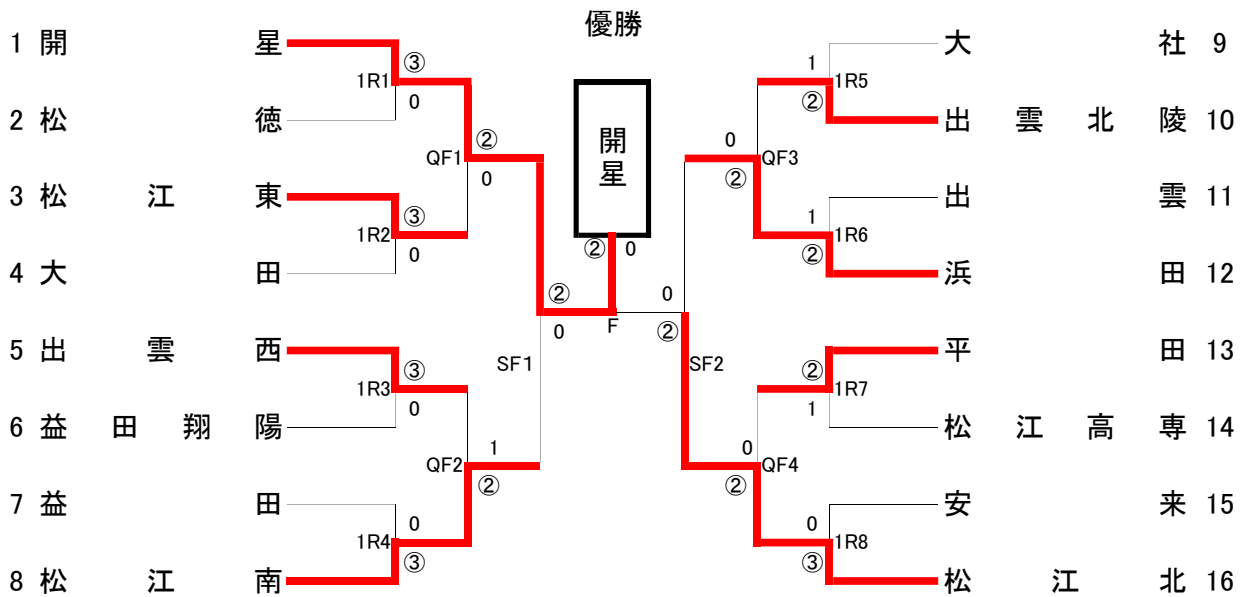 優勝
1 開星
2 松徳
3 松江東
4 大田
5 出雲西
6 益田翔陽
7 益田
8 松江南
1R1
③
0
1R2
③
0
1R3
③
0
1R4
0
③
QF1
②
0
QF2
1
②
SF1
②
0
開星
②
0
F
SF2
0
②
QF3
0
②
QF4
0
②
1R5
1
②
1R6
1
②
1R7
②
1
1R8
0
③
大社 9
出雲北陵 10
出雲 11
浜田 12
平田 13
松江高専 14
安来 15
松江北 16